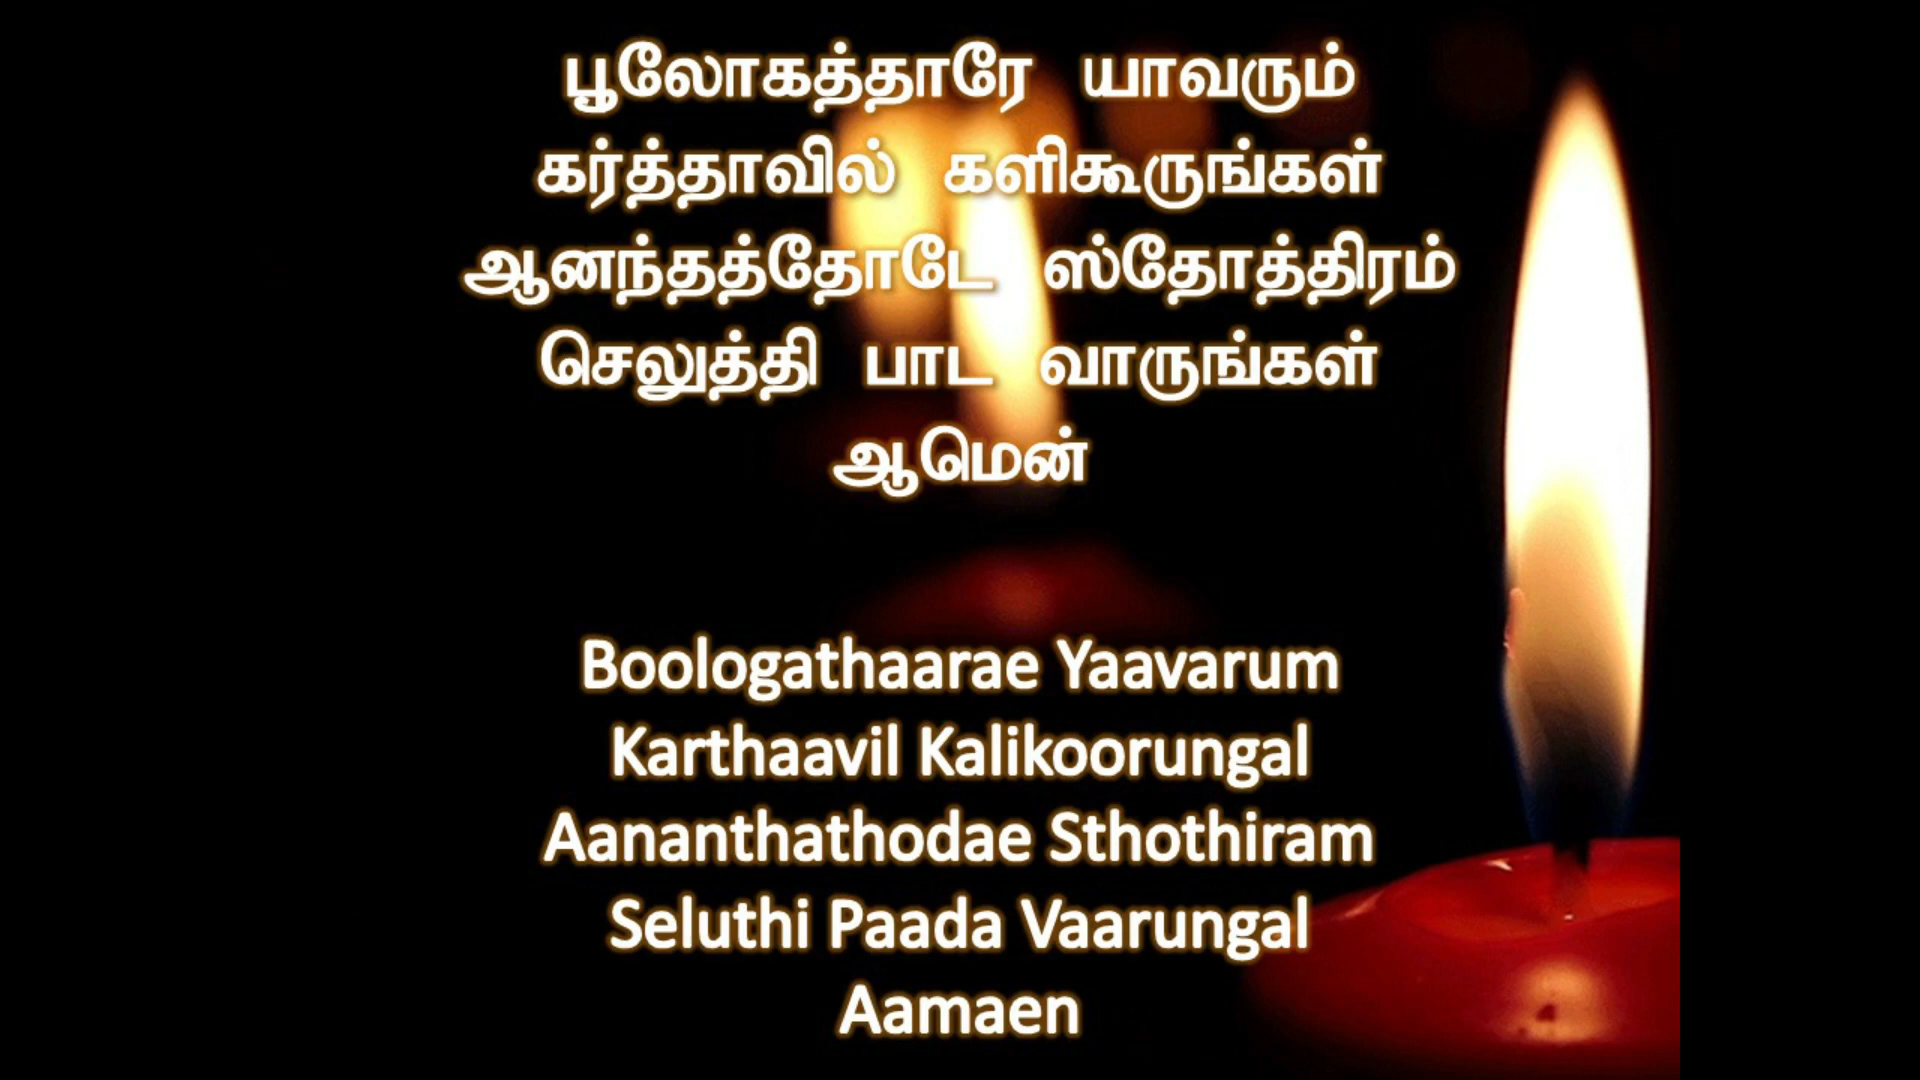 பூலோகத்தாரே யாவரும்
கர்த்தாவில் களிகூருங்கள்
ஆனந்தத்தோடே ஸ்தோத்திரம்
செலுத்தி பாட வாருங்கள்
ஆமென்
Boologathaarae Yaavarum
Karthaavil Kalikoorungal
Aananthathodae Sthothiram
Seluthi Paada Vaarungal
Aamaen